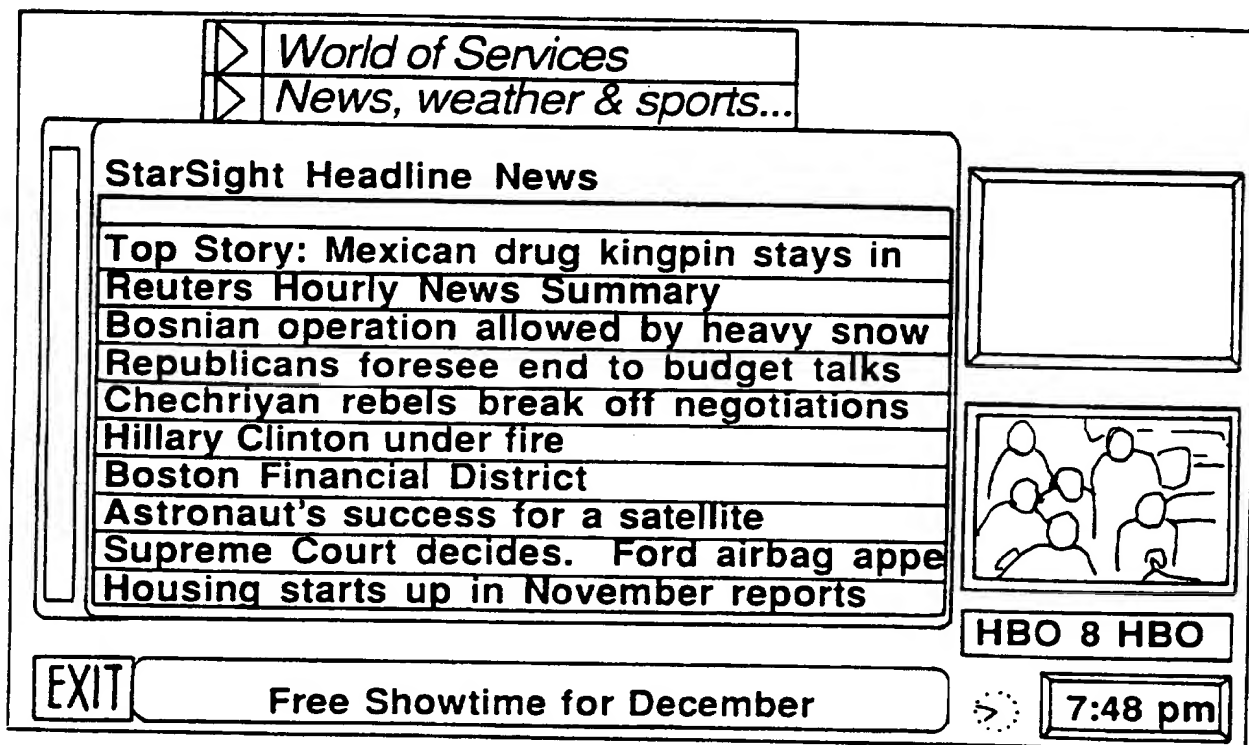 World of Services
News, weather & sports...
StarSight Headline News
Top Story: Mexican drug kingpin stays in
Reuters Hourly News Summary
Bosnian operation allowed by heavy snow
Republicans foresee end to budget talks
Chechriyan rebels break off negotiations
Hillary Clinton under fire
Boston Financial District
Astronaut's success for a satellite
Supreme Court decides. Ford airbag appe
Housing starts up in November reports
HBO 8 HBO
EXIT
Free Showtime for December
7:48 pm